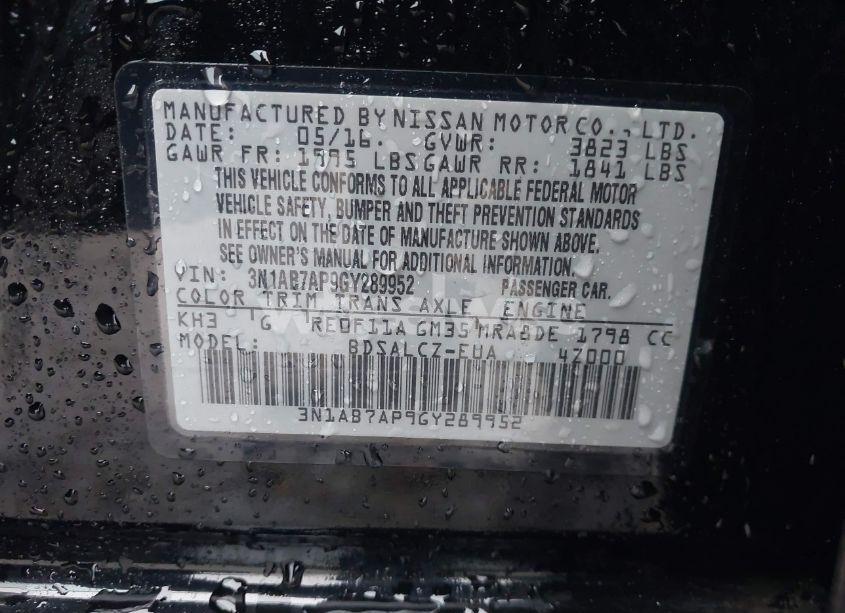 MANUFACTURED BY NISSAN MOTOR CO., LTD.
DATE: 05/16. GVWR: 3823 LBS
GAWR FR: 1995 LBS GAWR RR: 1841 LBS
THIS VEHICLE CONFORMS TO ALL APPLICABLE FEDERAL MOTOR
VEHICLE SAFETY, BUMPER AND THEFT PREVENTION STANDARDS
IN EFFECT ON THE DATE OF MANUFACTURE SHOWN ABOVE.
SEE OWNER'S MANUAL FOR ADDITIONAL INFORMATION.
VIN: 3N1AB7AP9GY289952 PASSENGER CAR.
COLOR TRIM TRANS AXLE ENGINE
KH3 G RE0F11A GM35 MRA8DE 1798 CC
MODEL: BDSALCZ-EUA 4Z000
3N1AB7AP9GY289952